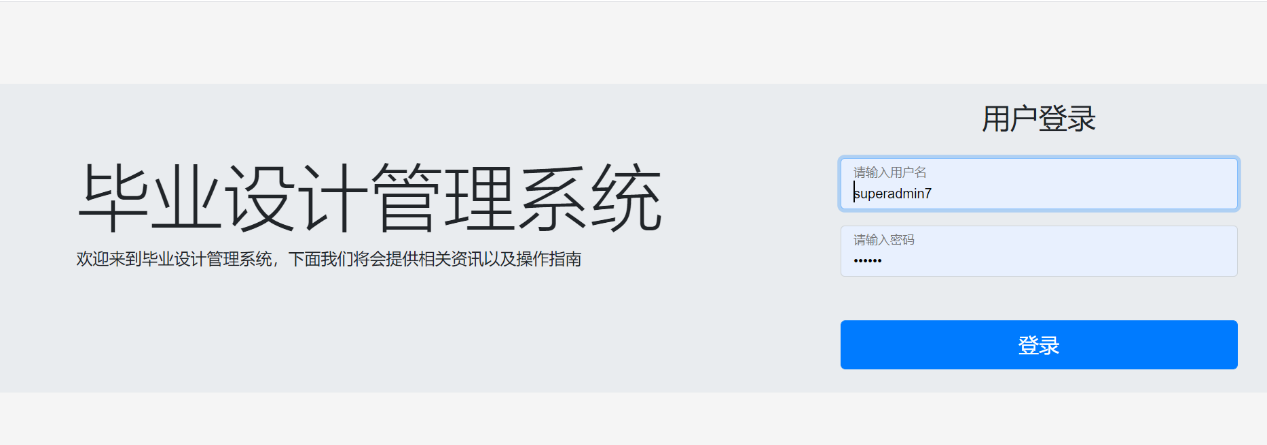 毕业设计管理系统
欢迎来到毕业设计管理系统，下面我们将会提供相关资讯以及操作指南
用户登录
请输入用户名
superadmin7
请输入密码
••••••
登录